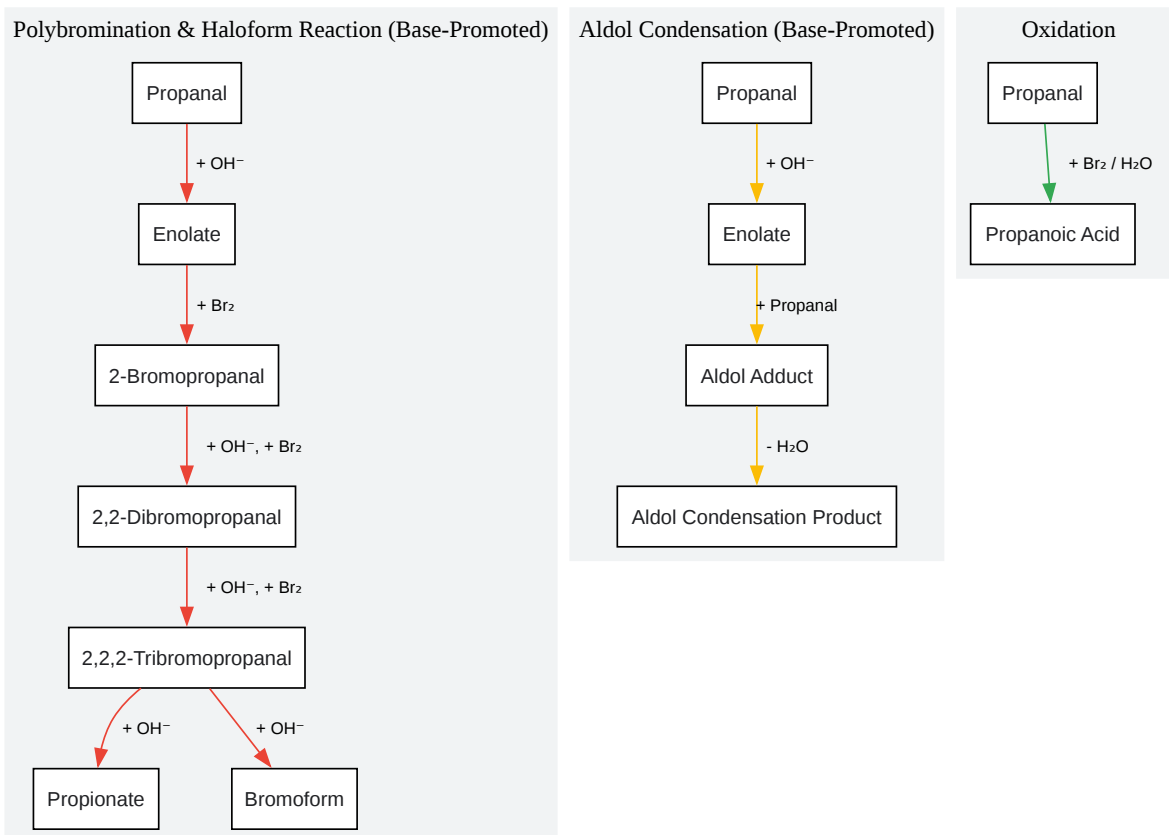 Polybromination & Haloform Reaction (Base-Promoted)
Propanal
+ OH⁻
Enolate
+ Br₂
2-Bromopropanal
+ OH⁻, + Br₂
2,2-Dibromopropanal
+ OH⁻, + Br₂
2,2,2-Tribromopropanal
+ OH⁻
+ OH⁻
Propionate
Bromoform
Aldol Condensation (Base-Promoted)
Propanal
+ OH⁻
Enolate
+ Propanal
Aldol Adduct
- H₂O
Aldol Condensation Product
Oxidation
Propanal
+ Br₂ / H₂O
Propanoic Acid